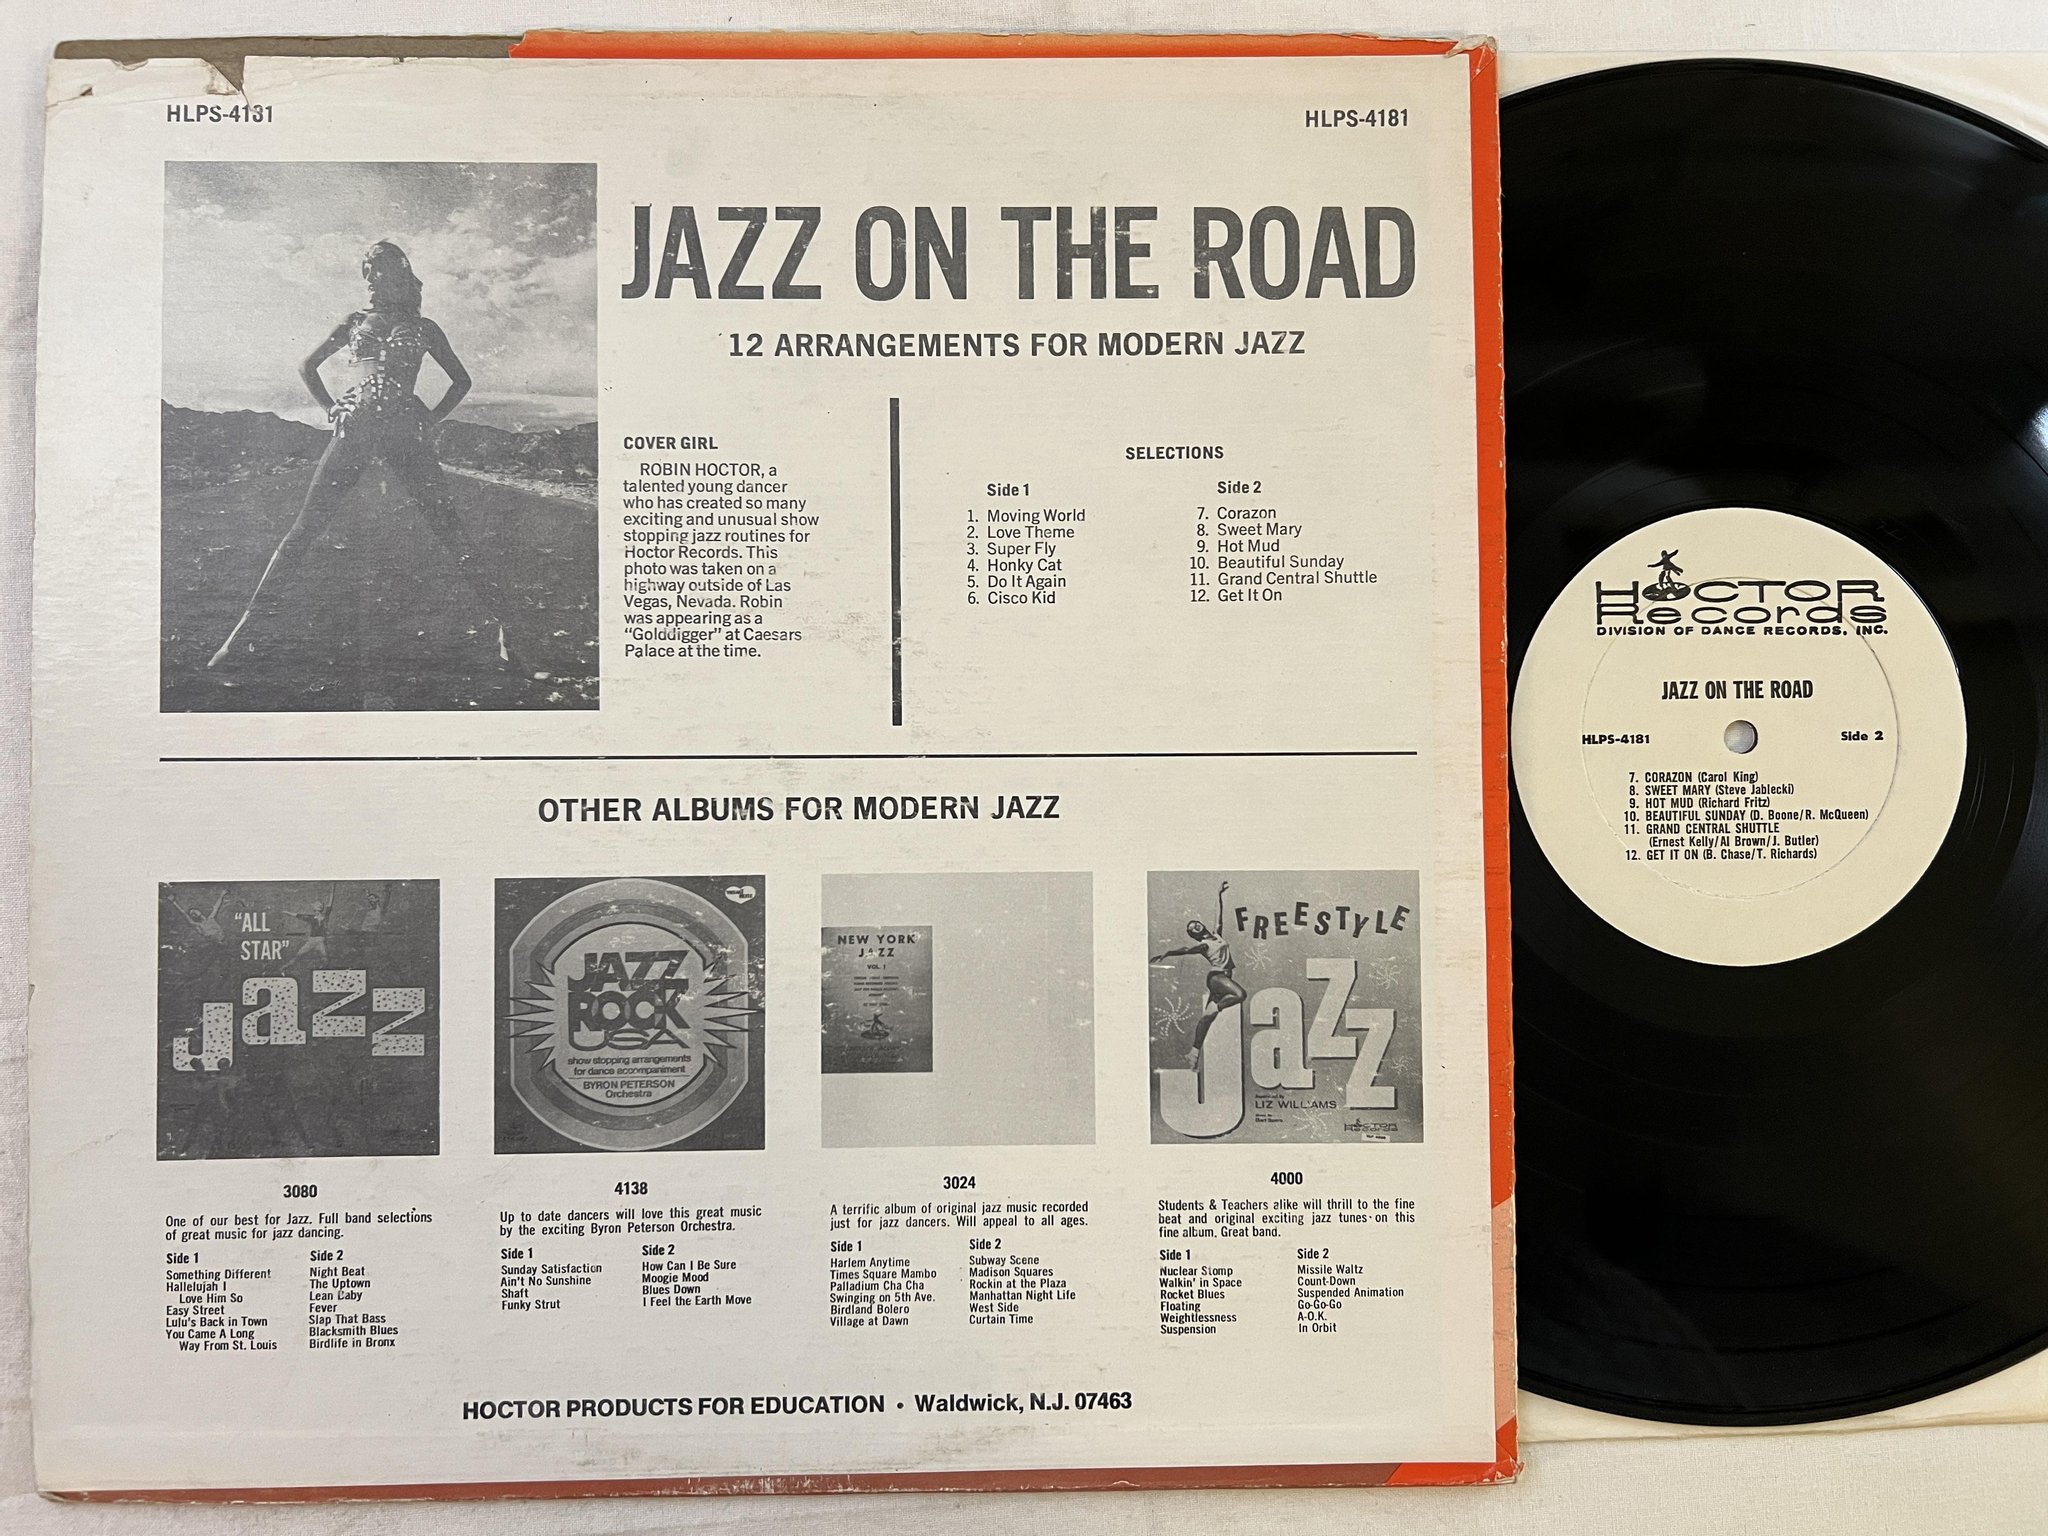 HLPS-4181
HLPS-4181
JAZZ ON THE ROAD
12 ARRANGEMENTS FOR MODERN JAZZ
COVER GIRL
ROBIN HOCTOR, a
talented young dancer
who has created so many
exciting and unusual show
stopping jazz routines for
Hoctor Records. This
photo was taken on a
highway outside of Las
Vegas, Nevada. Robin
was appearing as a
"Golddigger" at Caesars
Palace at the time.
SELECTIONS
Side 1
1. Moving World
2. Love Theme
3. Super Fly
4. Honky Cat
5. Do It Again
6. Cisco Kid
Side 2
7. Corazon
8. Sweet Mary
9. Hot Mud
10. Beautiful Sunday
11. Grand Central Shuttle
12. Get It On
OTHER ALBUMS FOR MODERN JAZZ
"ALL
STAR"
Jazz
JAZZ
ROCK
USA
show stopping arrangements
for dance accompaniment
BYRON PETERSON
Orchestra
NEW YORK
JAZZ
VOL. 1
FREESTYLE
Jazz
LIZ WILLIAMS
HOCTOR
Records
3080
One of our best for Jazz. Full band selections
of great music for jazz dancing.
Side 1
Something Different
Hallelujah I
Love Him So
Easy Street
Lulu's Back in Town
You Came A Long
Way From St. Louis
Side 2
Night Beat
The Uptown
Lean Baby
Fever
Slap That Bass
Blacksmith Blues
Birdlife in Bronx
4138
Up to date dancers will love this great music
by the exciting Byron Peterson Orchestra.
Side 1
Sunday Satisfaction
Ain't No Sunshine
Shaft
Funky Strut
Side 2
How Can I Be Sure
Moogie Mood
Blues Down
I Feel the Earth Move
3024
A terrific album of original jazz music recorded
just for jazz dancers. Will appeal to all ages.
Side 1
Harlem Anytime
Times Square Mambo
Palladium Cha Cha
Swinging on 5th Ave.
Birdland Bolero
Village at Dawn
Side 2
Subway Scene
Madison Squares
Rockin at the Plaza
Manhattan Night Life
West Side
Curtain Time
4000
Students & Teachers alike will thrill to the fine
beat and original exciting jazz tunes on this
fine album. Great band.
Side 1
Nuclear Stomp
Walkin' in Space
Rocket Blues
Floating
Weightlessness
Suspension
Side 2
Missile Waltz
Count-Down
Suspended Animation
Go-Go-Go
A-O.K.
In Orbit
HOCTOR PRODUCTS FOR EDUCATION • Waldwick, N.J. 07463
HOCTOR
Records
DIVISION OF DANCE RECORDS, INC.
JAZZ ON THE ROAD
HLPS-4181
Side 2
7. CORAZON (Carol King)
8. SWEET MARY (Steve Jablecki)
9. HOT MUD (Richard Fritz)
10. BEAUTIFUL SUNDAY (D. Boone/R. McQueen)
11. GRAND CENTRAL SHUTTLE
(Ernest Kelly/Al Brown/J. Butler)
12. GET IT ON (B. Chase/T. Richards)